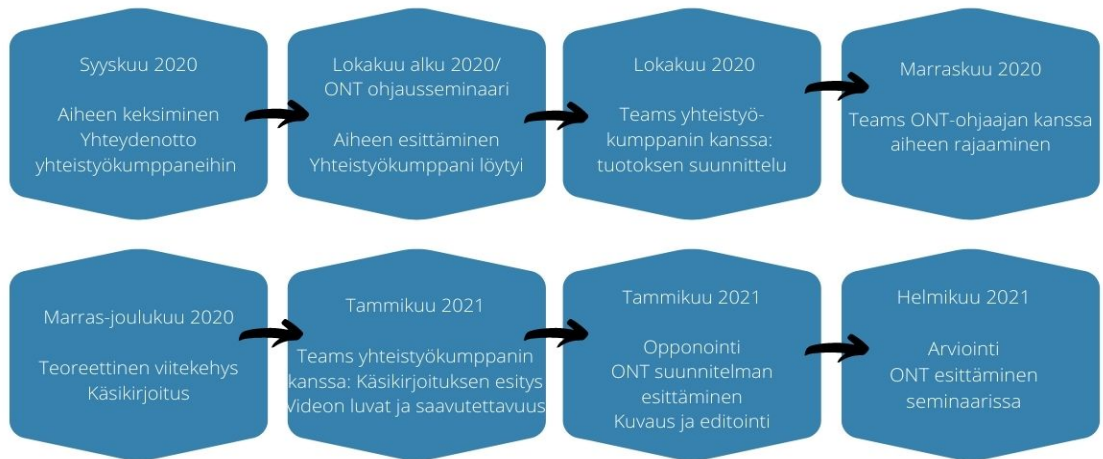 Syyskuu 2020
Aiheen keksiminen
Yhteydenotto
yhteistyökumppaneihin
Lokakuu alku 2020/
ONT ohjausseminaari
Aiheen esittäminen
Yhteistyökumppani löytyi
Lokakuu 2020
Teams yhteistyö-
kumppanin kanssa:
tuotoksen suunnittelu
Marraskuu 2020
Teams ONT-ohjaajan kanssa
aiheen rajaaminen
Marras-joulukuu 2020
Teoreettinen viitekehys
Käsikirjoitus
Tammikuu 2021
Teams yhteistyökumppanin
kanssa: Käsikirjoituksen esitys
Videon luvat ja saavutettavuus
Tammikuu 2021
Opponointi
ONT suunnitelman
esittäminen
Kuvaus ja editointi
Helmikuu 2021
Arviointi
ONT esittäminen
seminaarissa